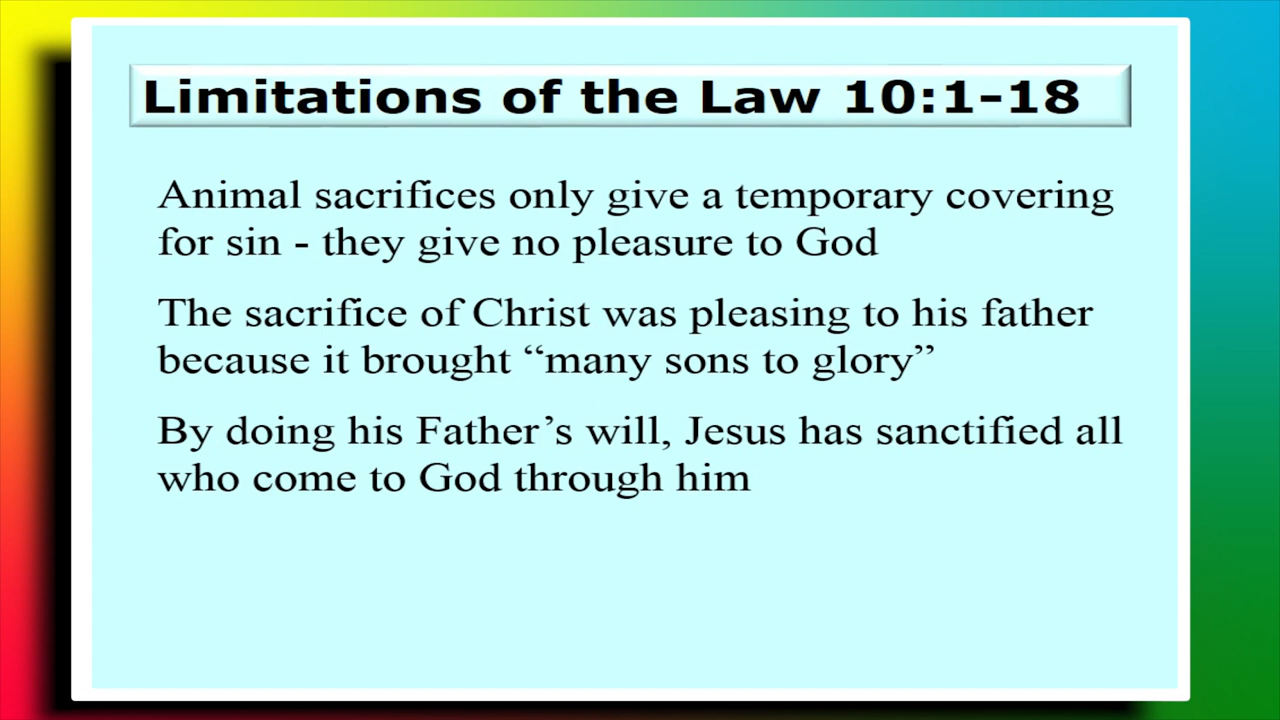 Limitations of the Law 10:1-18
Animal sacrifices only give a temporary covering
for sin - they give no pleasure to God
The sacrifice of Christ was pleasing to his father
because it brought “many sons to glory”
By doing his Father’s will, Jesus has sanctified all
who come to God through him